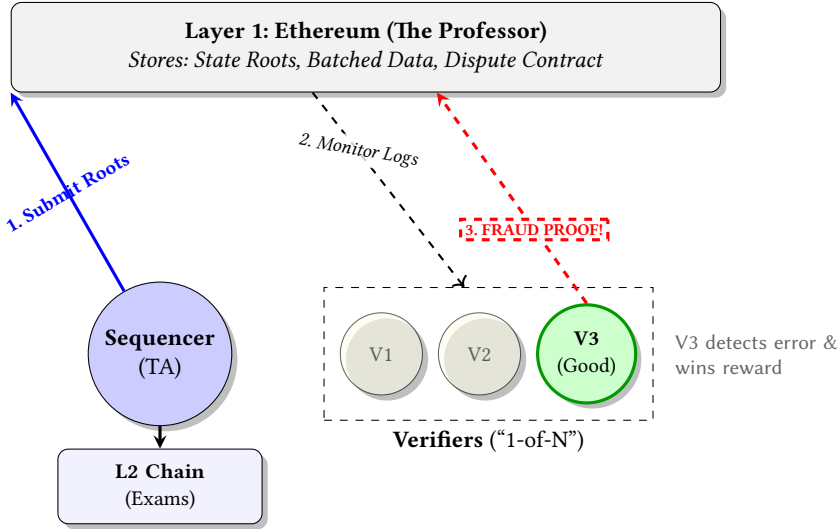 Layer 1: Ethereum (The Professor)
Stores: State Roots, Batched Data, Dispute Contract
2. Monitor Logs
1. Submit Roots
3. FRAUD PROOF!
Sequencer
(TA)
V1
V2
V3
(Good)
V3 detects error &
wins reward
Verifiers (“1-of-N”)
L2 Chain
(Exams)